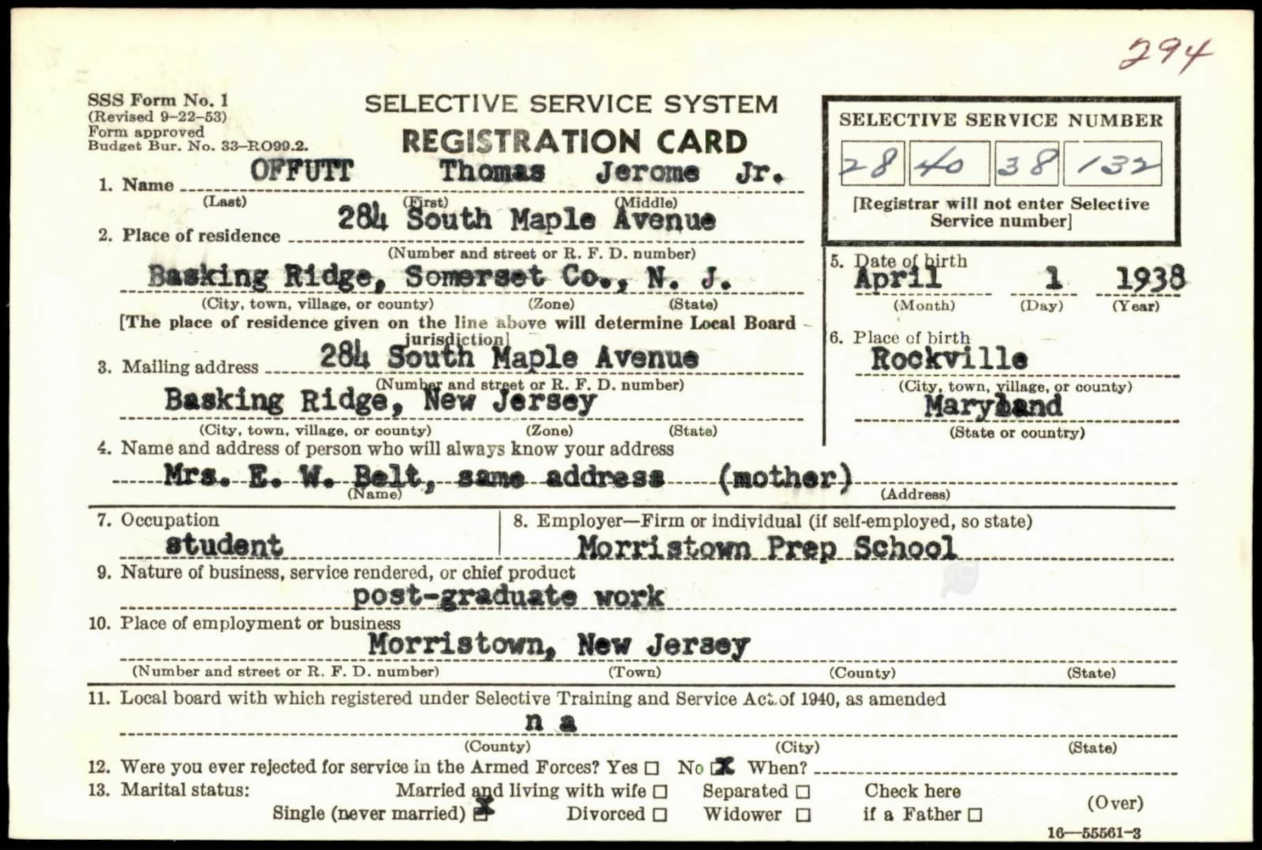 294
SSS Form No. 1
(Revised 9-22-53)
Form approved
Budget Bur. No. 33-RO99.2.
SELECTIVE SERVICE SYSTEM
REGISTRATION CARD
SELECTIVE SERVICE NUMBER
28 40 38 132
[Registrar will not enter Selective
Service number]
1. Name OFFUTT Thomas Jerome Jr.
(Last) (First) (Middle)
2. Place of residence 284 South Maple Avenue
(Number and street or R. F. D. number)
Basking Ridge, Somerset Co., N. J.
(City, town, village, or county) (Zone) (State)
[The place of residence given on the line above will determine Local Board
jurisdiction]
3. Mailing address 284 South Maple Avenue
(Number and street or R. F. D. number)
Basking Ridge, New Jersey
(City, town, village, or county) (Zone) (State)
5. Date of birth
April 1 1938
(Month) (Day) (Year)
6. Place of birth
Rockville
(City, town, village, or county)
Maryland
(State or country)
4. Name and address of person who will always know your address
Mrs. E. W. Belt, same address (mother)
(Name) (Address)
7. Occupation
student
8. Employer—Firm or individual (if self-employed, so state)
Morristown Prep School
9. Nature of business, service rendered, or chief product
post-graduate work
10. Place of employment or business
Morristown, New Jersey
(Number and street or R. F. D. number) (Town) (County) (State)
11. Local board with which registered under Selective Training and Service Act of 1940, as amended
n a
(County) (City) (State)
12. Were you ever rejected for service in the Armed Forces? Yes ☐ No ☒ When?
13. Marital status: Married and living with wife ☐ Separated ☐ Check here
Single (never married) ☒ Divorced ☐ Widower ☐ if a Father ☐
(Over)
16—55561-3